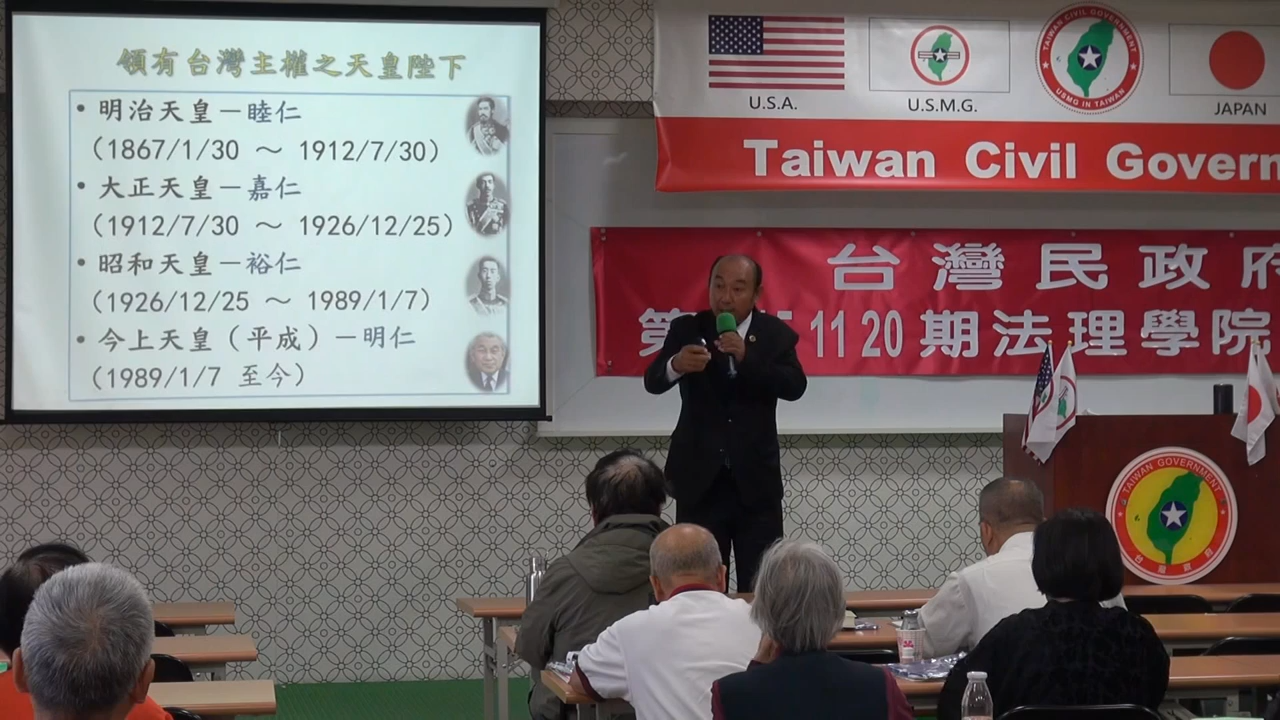 領有台灣主權之天皇陛下
• 明治天皇－睦仁
（1867/1/30 ～ 1912/7/30）
• 大正天皇－嘉仁
（1912/7/30 ～ 1926/12/25）
• 昭和天皇－裕仁
（1926/12/25 ～ 1989/1/7）
• 今上天皇（平成）－明仁
（1989/1/7 至今）
U.S.A.
U.S.M.G.
TAIWAN CIVIL GOVERNMENT
USMG IN TAIWAN
JAPAN
Taiwan Civil Govern
台灣民政府
第 11 20 期法理學院
TAIWAN GOVERNMENT